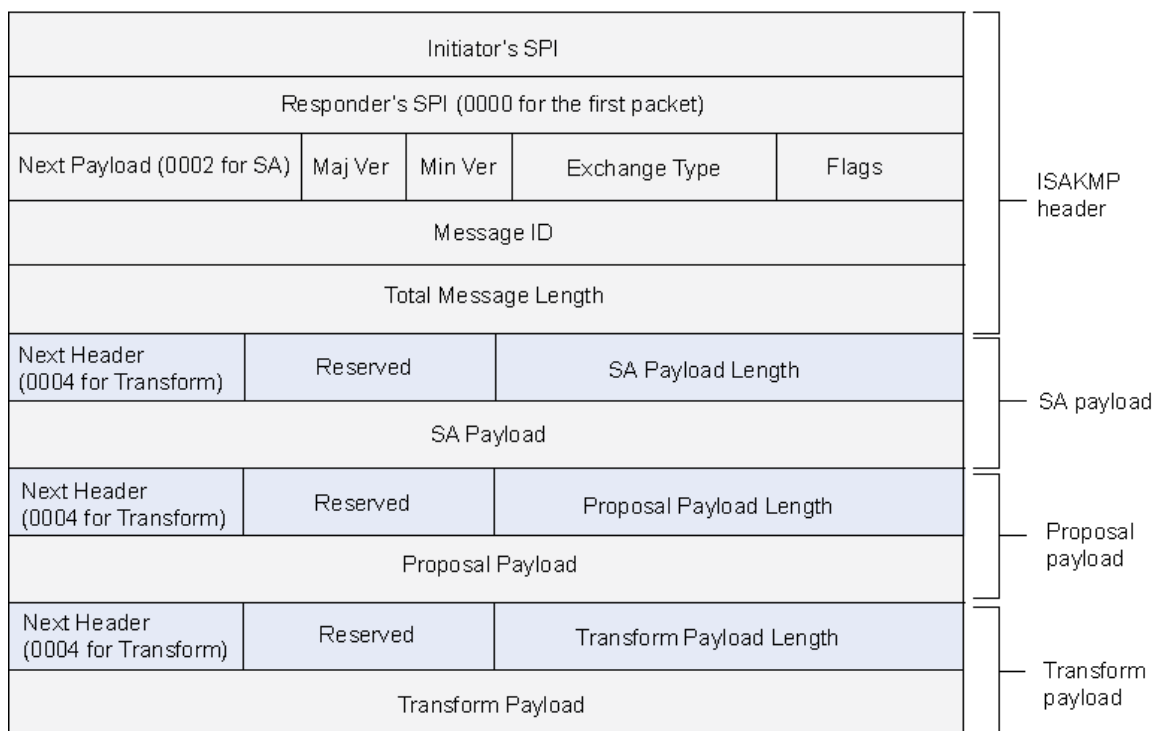 Initiator's SPI
Responder's SPI (0000 for the first packet)
Next Payload (0002 for SA)
Maj Ver
Min Ver
Exchange Type
Flags
ISAKMP
header
Message ID
Total Message Length
Next Header
(0004 for Transform)
Reserved
SA Payload Length
SA payload
SA Payload
Next Header
(0004 for Transform)
Reserved
Proposal Payload Length
Proposal
payload
Proposal Payload
Next Header
(0004 for Transform)
Reserved
Transform Payload Length
Transform
payload
Transform Payload